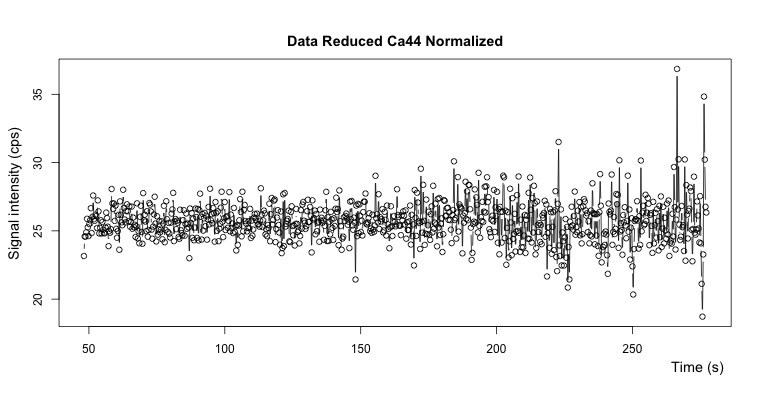 Data Reduced Ca44 Normalized
Signal intensity (cps)
35
30
25
20
50 100 150 200 250
Time (s)